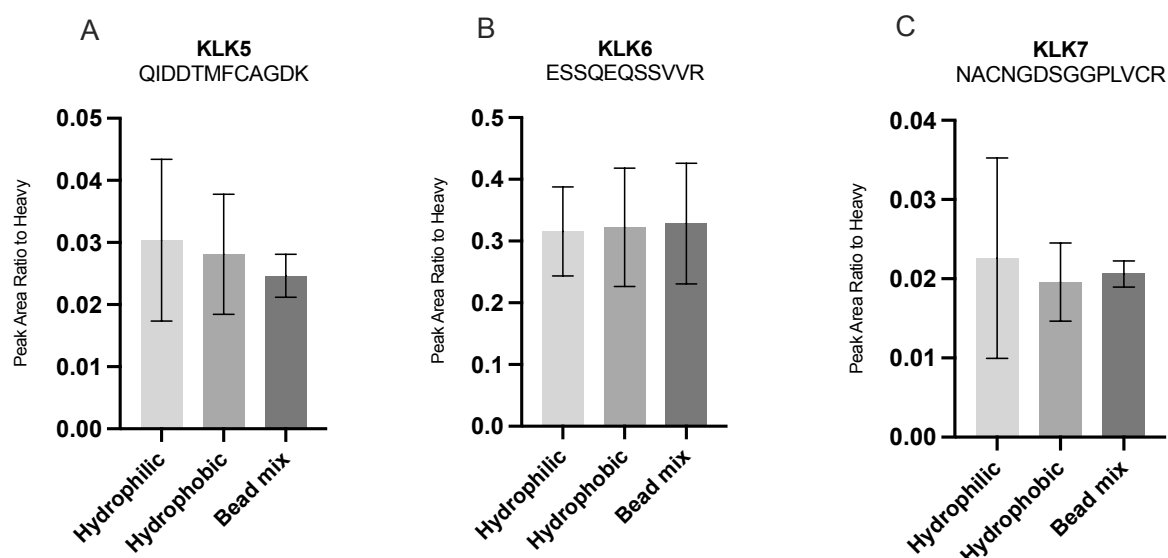 A
KLK5
QIDDTMFCAGDK
Peak Area Ratio to Heavy
0.05
0.04
0.03
0.02
0.01
0.00
Hydrophilic
Hydrophobic
Bead mix
B
KLK6
ESSQEQSSVVR
Peak Area Ratio to Heavy
0.5
0.4
0.3
0.2
0.1
0.0
Hydrophilic
Hydrophobic
Bead mix
C
KLK7
NACNGDSGGPLVCR
Peak Area Ratio to Heavy
0.04
0.03
0.02
0.01
0.00
Hydrophilic
Hydrophobic
Bead mix